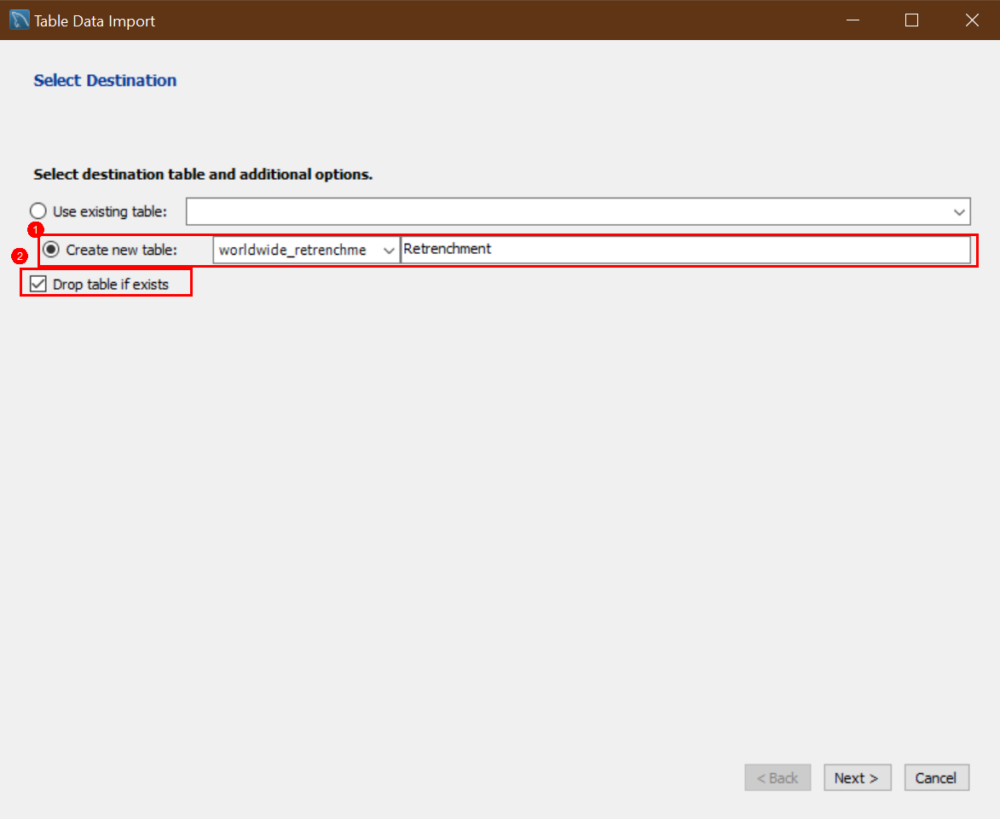 Table Data Import
Select Destination
Select destination table and additional options.
Use existing table:
1
Create new table: worldwide_retrenchme Retrenchment
2
Drop table if exists
< Back Next > Cancel